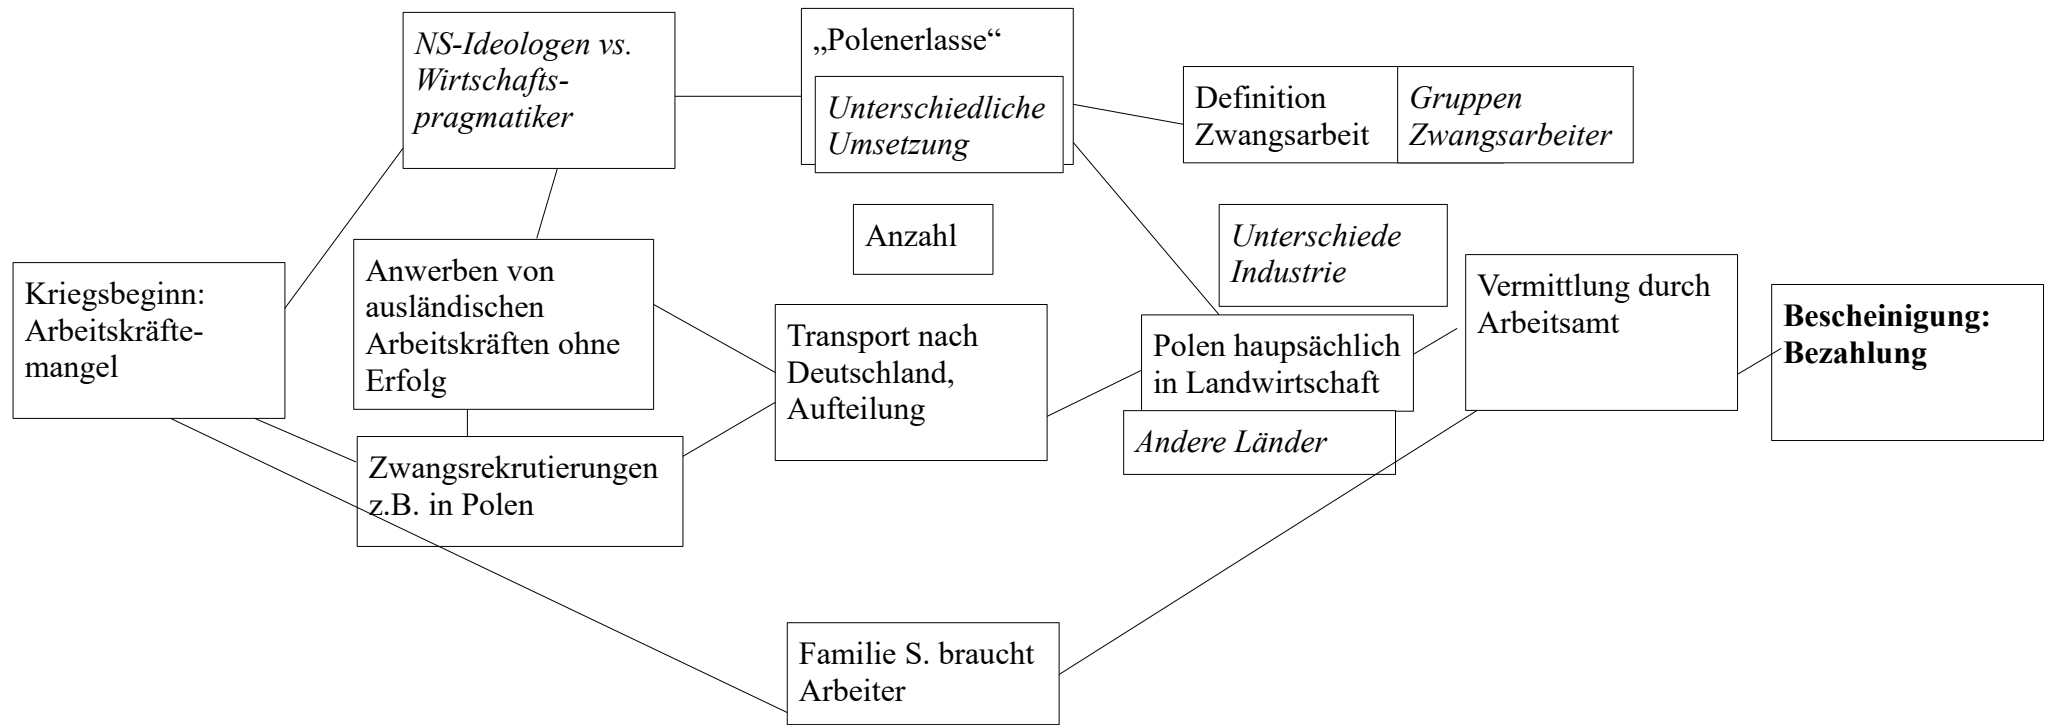 NS-Ideologen vs.
Wirtschafts-
pragmatiker
„Polenerlasse“
Unterschiedliche
Umsetzung
Definition
Zwangsarbeit
Gruppen
Zwangsarbeiter
Anzahl
Unterschiede
Industrie
Kriegsbeginn:
Arbeitskräfte-
mangel
Anwerben von
ausländischen
Arbeitskräften ohne
Erfolg
Transport nach
Deutschland,
Aufteilung
Polen haupsächlich
in Landwirtschaft
Vermittlung durch
Arbeitsamt
Bescheinigung:
Bezahlung
Andere Länder
Zwangsrekrutierungen
z.B. in Polen
Familie S. braucht
Arbeiter